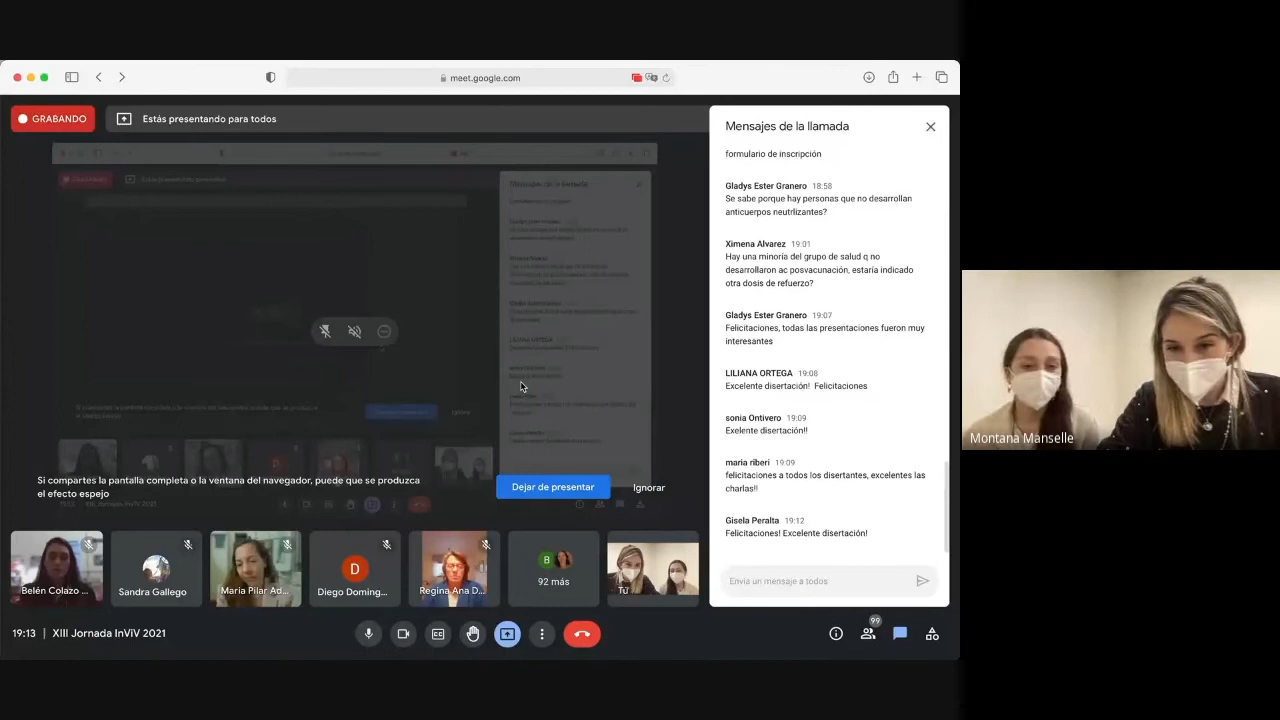 meet.google.com
GRABANDO
Estás presentando para todos
Mensajes de la llamada
formulario de inscripción
Gladys Ester Granero 18:58
Se sabe porque hay personas que no desarrollan
anticuerpos neutrlizantes?
Ximena Alvarez 19:01
Hay una minoría del grupo de salud q no
desarrollaron ac posvacunación, estaría indicado
otra dosis de refuerzo?
Gladys Ester Granero 19:07
Felicitaciones, todas las presentaciones fueron muy
interesantes
LILIANA ORTEGA 19:08
Excelente disertación! Felicitaciones
sonia Ontivero 19:09
Exelente disertación!!
maria riberi 19:09
felicitaciones a todos los disertantes, excelentes las
charlas!!
Gisela Peralta 19:12
Felicitaciones! Excelente disertación!
Envía un mensaje a todos
Si compartes la pantalla completa o la ventana del navegador, puede que se produzca
el efecto espejo
Dejar de presentar
Ignorar
Belén Colazo ...
Sandra Gallego
Maria Pilar Ad...
D
Diego Doming...
Regina Ana D...
B
92 más
Tú
19:13 | XIII Jornada InViV 2021
99
Montana Manselle